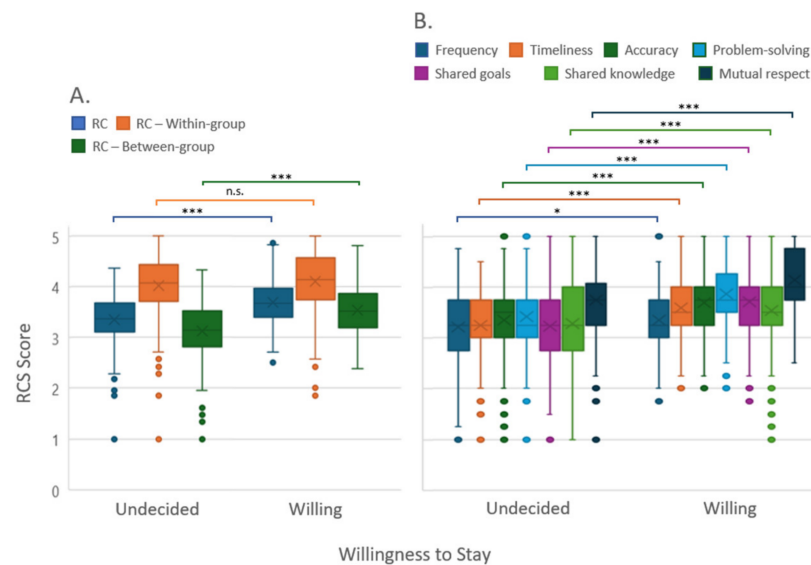 B.
Frequency Timeliness Accuracy Problem-solving
Shared goals Shared knowledge Mutual respect
A.
RC RC – Within-group
RC – Between-group
***
***
***
***
***
***
*
***
n.s.
***
RCS Score
5
4
3
2
1
0
Undecided Willing Undecided Willing
Willingness to Stay